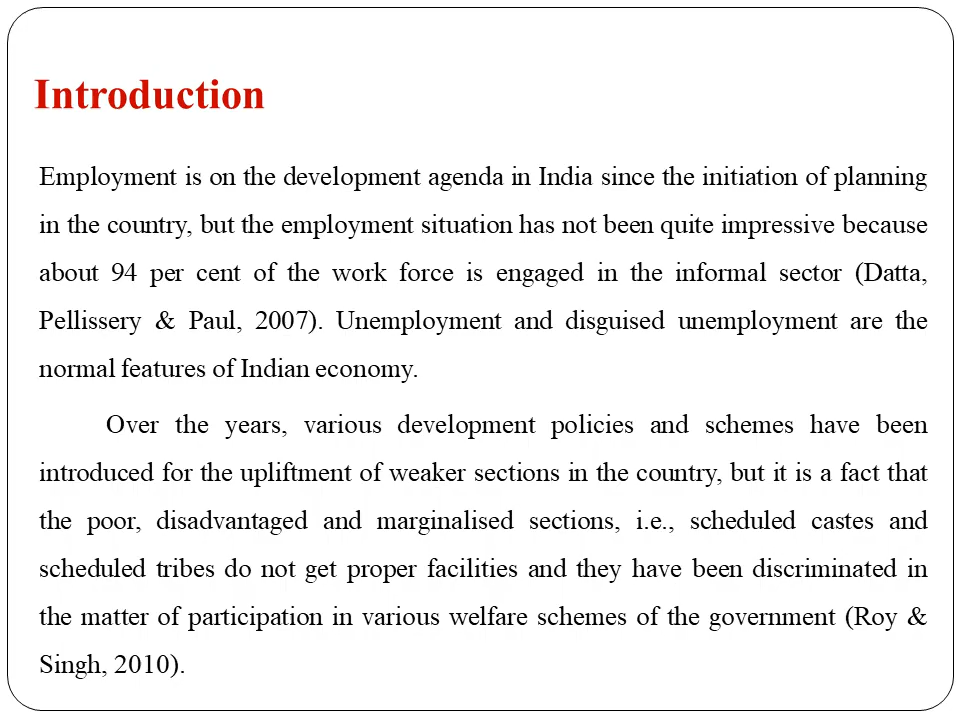 Introduction
Employment is on the development agenda in India since the initiation of planning
in the country, but the employment situation has not been quite impressive because
about 94 per cent of the work force is engaged in the informal sector (Datta,
Pellissery & Paul, 2007). Unemployment and disguised unemployment are the
normal features of Indian economy.
Over the years, various development policies and schemes have been
introduced for the upliftment of weaker sections in the country, but it is a fact that
the poor, disadvantaged and marginalised sections, i.e., scheduled castes and
scheduled tribes do not get proper facilities and they have been discriminated in
the matter of participation in various welfare schemes of the government (Roy &
Singh, 2010).